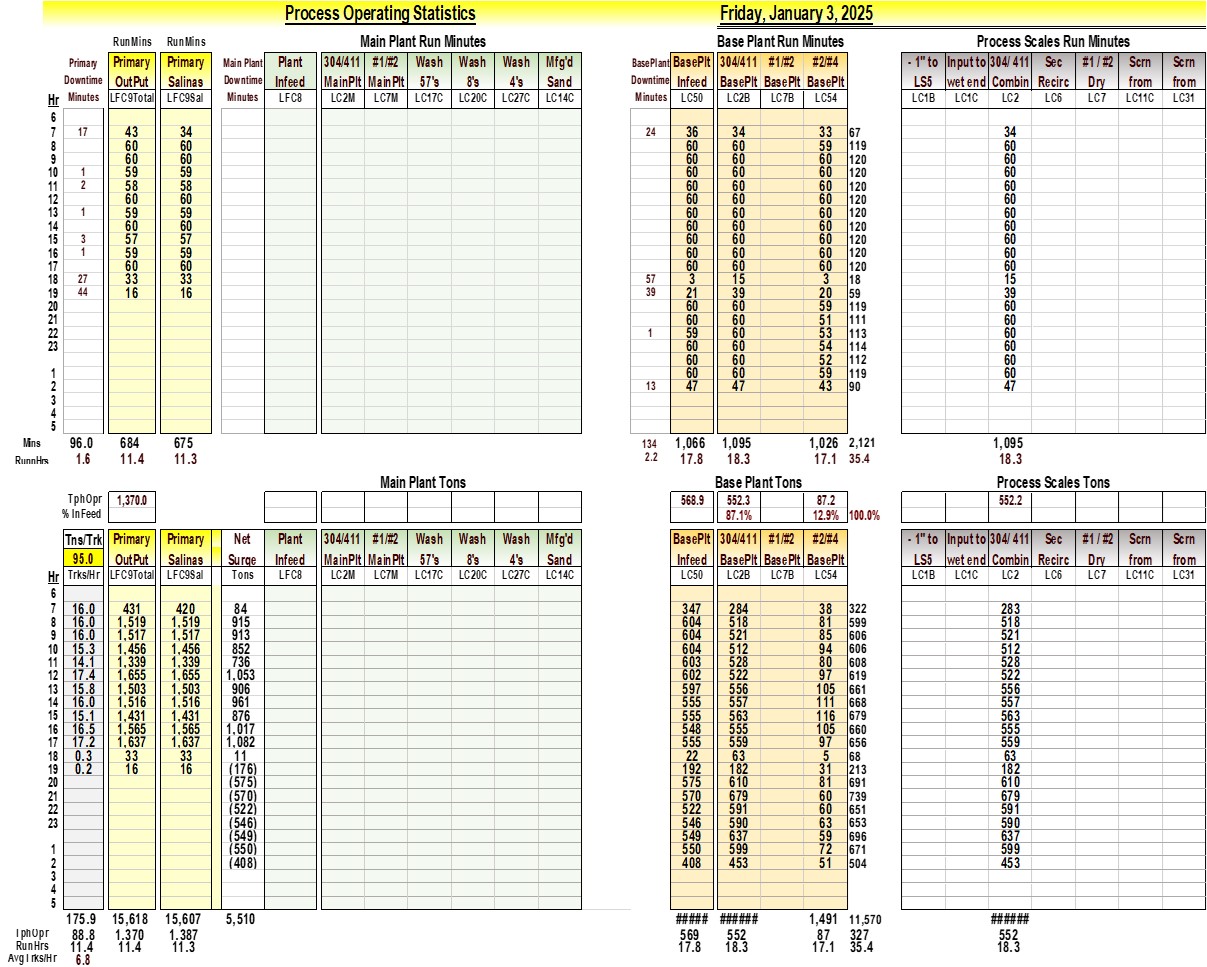 Process Operating Statistics Friday, January 3, 2025
RunMins RunMins Main Plant Run Minutes Base Plant Run Minutes Process Scales Run Minutes
Primary Primary Primary Main Plant Plant 304/411 #1/#2 Wash Wash Wash Mfg'd BasePlant BasePlt 304/411 #1/#2 #2/#4 - 1" to Input to 304/ 411 Sec #1 / #2 Scrn Scrn
Downtime OutPut Salinas Downtime Infeed MainPlt MainPlt 57's 8's 4's Sand Downtime Infeed BasePlt BasePlt BasePlt LS5 wet end Combin Recirc Dry from from
Hr Minutes LFC9Total LFC9Sal Minutes LFC8 LC2M LC7M LC17C LC20C LC27C LC14C Minutes LC50 LC2B LC7B LC54 LC1B LC1C LC2 LC6 LC7 LC11C LC31
6
7 17 43 34 24 36 34 33 67 34
8 60 60 60 60 59 119 60
9 60 60 60 60 60 120 60
10 1 59 59 60 60 60 120 60
11 2 58 58 60 60 60 120 60
12 60 60 60 60 60 120 60
13 1 59 59 60 60 60 120 60
14 60 60 60 60 60 120 60
15 3 57 57 60 60 60 120 60
16 1 59 59 60 60 60 120 60
17 60 60 60 60 60 120 60
18 27 33 33 57 3 15 3 18 15
19 44 16 16 39 21 39 20 59 39
20 60 60 59 119 60
21 60 60 51 111 60
22 1 59 60 53 113 60
23 60 60 54 114 60
60 60 52 112 60
1 60 60 59 119 60
2 13 47 47 43 90 47
3
4
5
Mins 96.0 684 675 134 1,066 1,095 1,026 2,121 1,095
RunnHrs 1.6 11.4 11.3 2.2 17.8 18.3 17.1 35.4 18.3
Main Plant Tons Base Plant Tons Process Scales Tons
TphOpr 1,370.0 568.9 552.3 87.2 552.2
% InFeed 87.1% 12.9% 100.0%
Tns/Trk Primary Primary Net Plant 304/411 #1/#2 Wash Wash Wash Mfg'd BasePlt 304/411 #1/#2 #2/#4 - 1" to Input to 304/ 411 Sec #1 / #2 Scrn Scrn
95.0 OutPut Salinas Surge Infeed MainPlt MainPlt 57's 8's 4's Sand Infeed BasePlt BasePlt BasePlt LS5 wet end Combin Recirc Dry from from
Hr Trks/Hr LFC9Total LFC9Sal Tons LFC8 LC2M LC7M LC17C LC20C LC27C LC14C LC50 LC2B LC7B LC54 LC1B LC1C LC2 LC6 LC7 LC11C LC31
6
7 16.0 431 420 84 347 284 38 322 283
8 16.0 1,519 1,519 915 604 518 81 599 518
9 16.0 1,517 1,517 913 604 521 85 606 521
10 15.3 1,456 1,456 852 604 512 94 606 512
11 14.1 1,339 1,339 736 603 528 80 608 528
12 17.4 1,655 1,655 1,053 602 522 97 619 522
13 15.8 1,503 1,503 906 597 556 105 661 556
14 16.0 1,516 1,516 961 555 557 111 668 557
15 15.1 1,431 1,431 876 555 563 116 679 563
16 16.5 1,565 1,565 1,017 548 555 105 660 555
17 17.2 1,637 1,637 1,082 555 559 97 656 559
18 0.3 33 33 11 22 63 5 68 63
19 0.2 16 16 (176) 192 182 31 213 182
20 (575) 575 610 81 691 610
21 (570) 570 679 60 739 679
22 (522) 522 591 60 651 591
23 (546) 546 590 63 653 590
(549) 549 637 59 696 637
1 (550) 550 599 72 671 599
2 (408) 408 453 51 504 453
3
4
5
175.9 15,618 15,607 5,510 ##### ###### 1,491 11,570 ######
TphOpr 88.8 1,370 1,387 569 552 87 327 552
RunHrs 11.4 11.4 11.3 17.8 18.3 17.1 35.4 18.3
AvgTrks/Hr 6.8